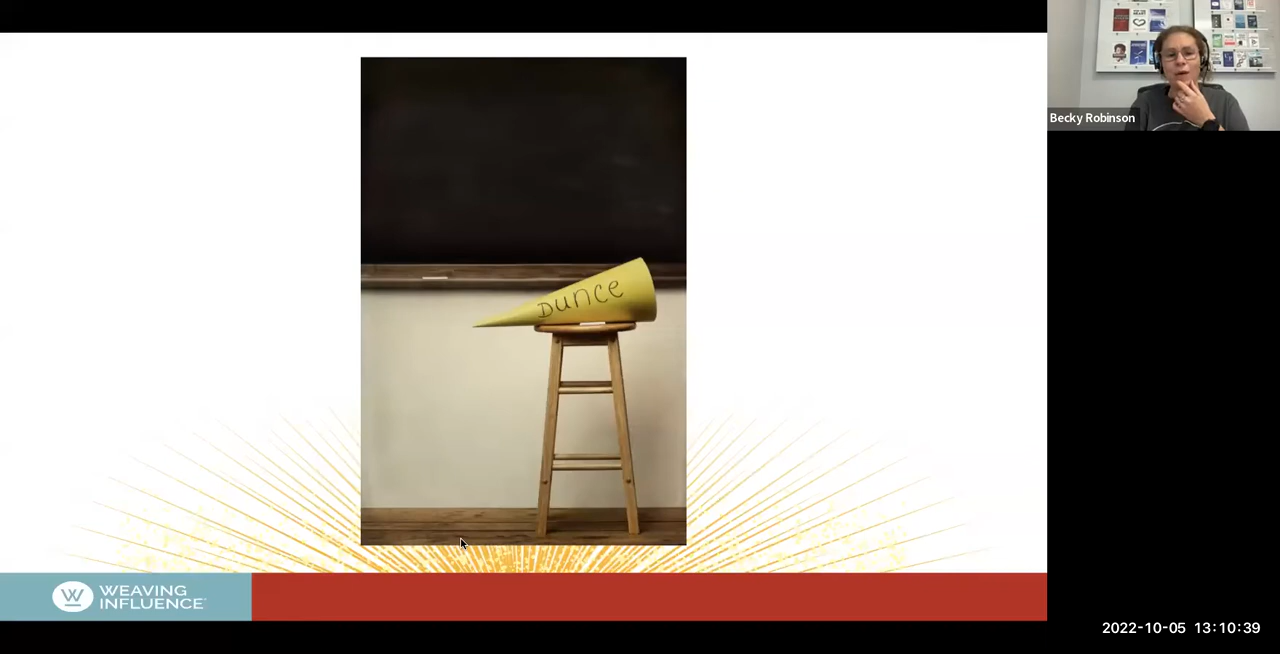 Dunce
Becky Robinson
WEAVING
INFLUENCE
2022-10-05 13:10:39